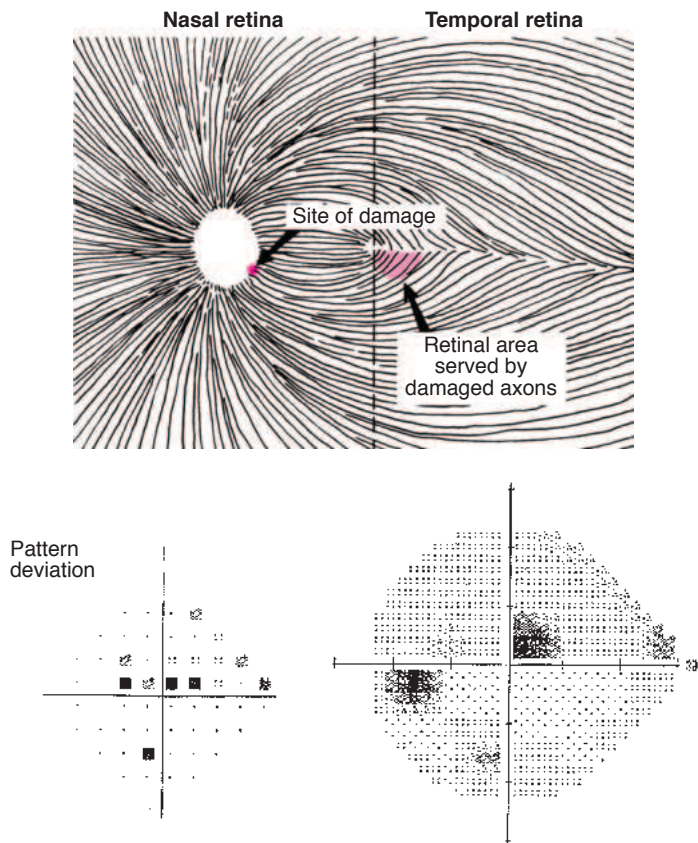 Nasal retina
Temporal retina
Site of damage
Retinal area
served by
damaged axons
Pattern
deviation